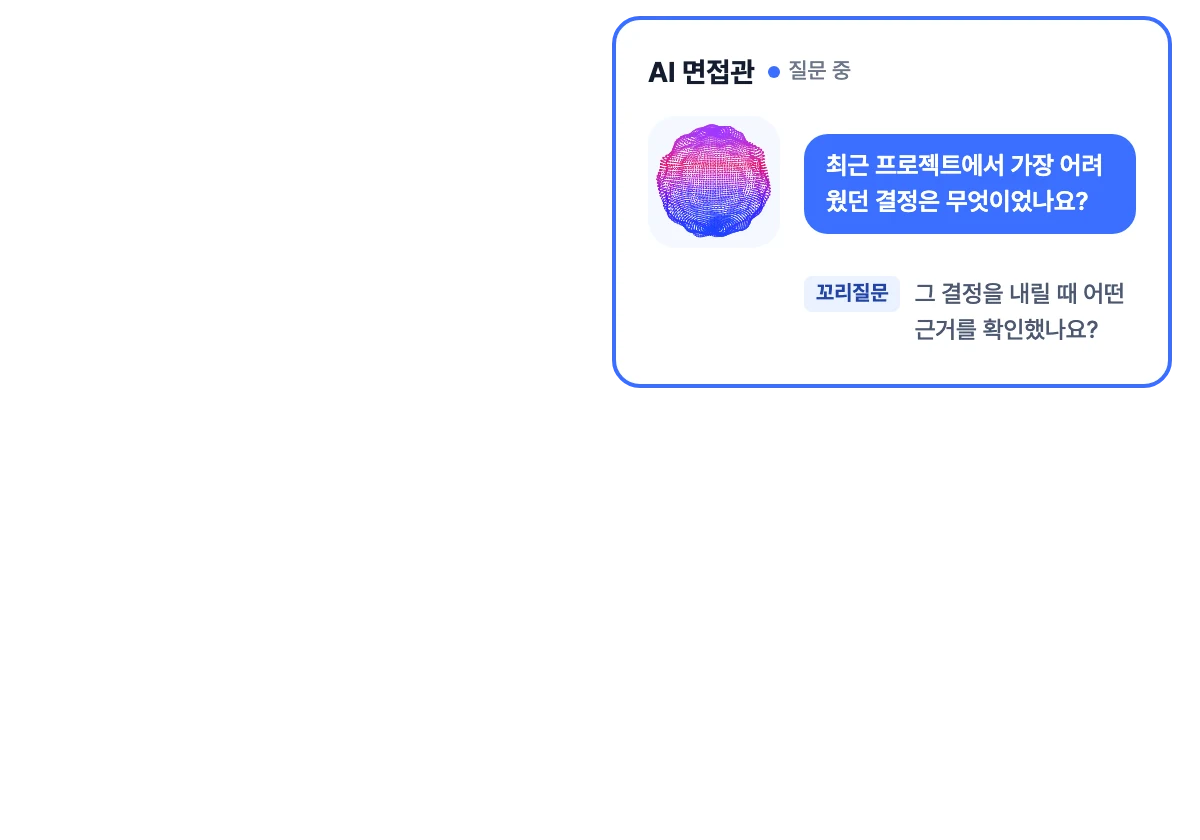 AI 면접관 질문 중
최근 프로젝트에서 가장 어려
웠던 결정은 무엇이었나요?
꼬리질문 그 결정을 내릴 때 어떤
근거를 확인했나요?